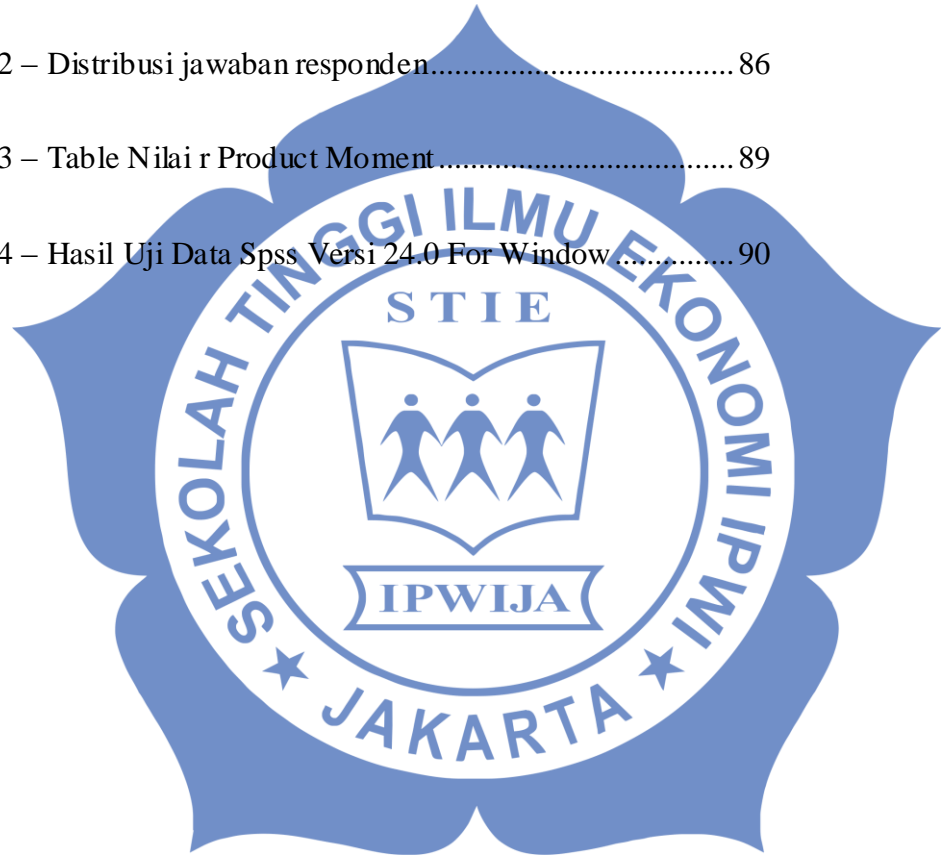 2 – Distribusi jawaban responden.................................. 86
3 – Table Nilai r Product Moment.................................. 89
4 – Hasil Uji Data Spss Versi 24.0 For Window.............. 90
SEKOLAH TINGGI ILMU EKONOMI IPWI
STIE
IPWIJA
★ JAKARTA ★